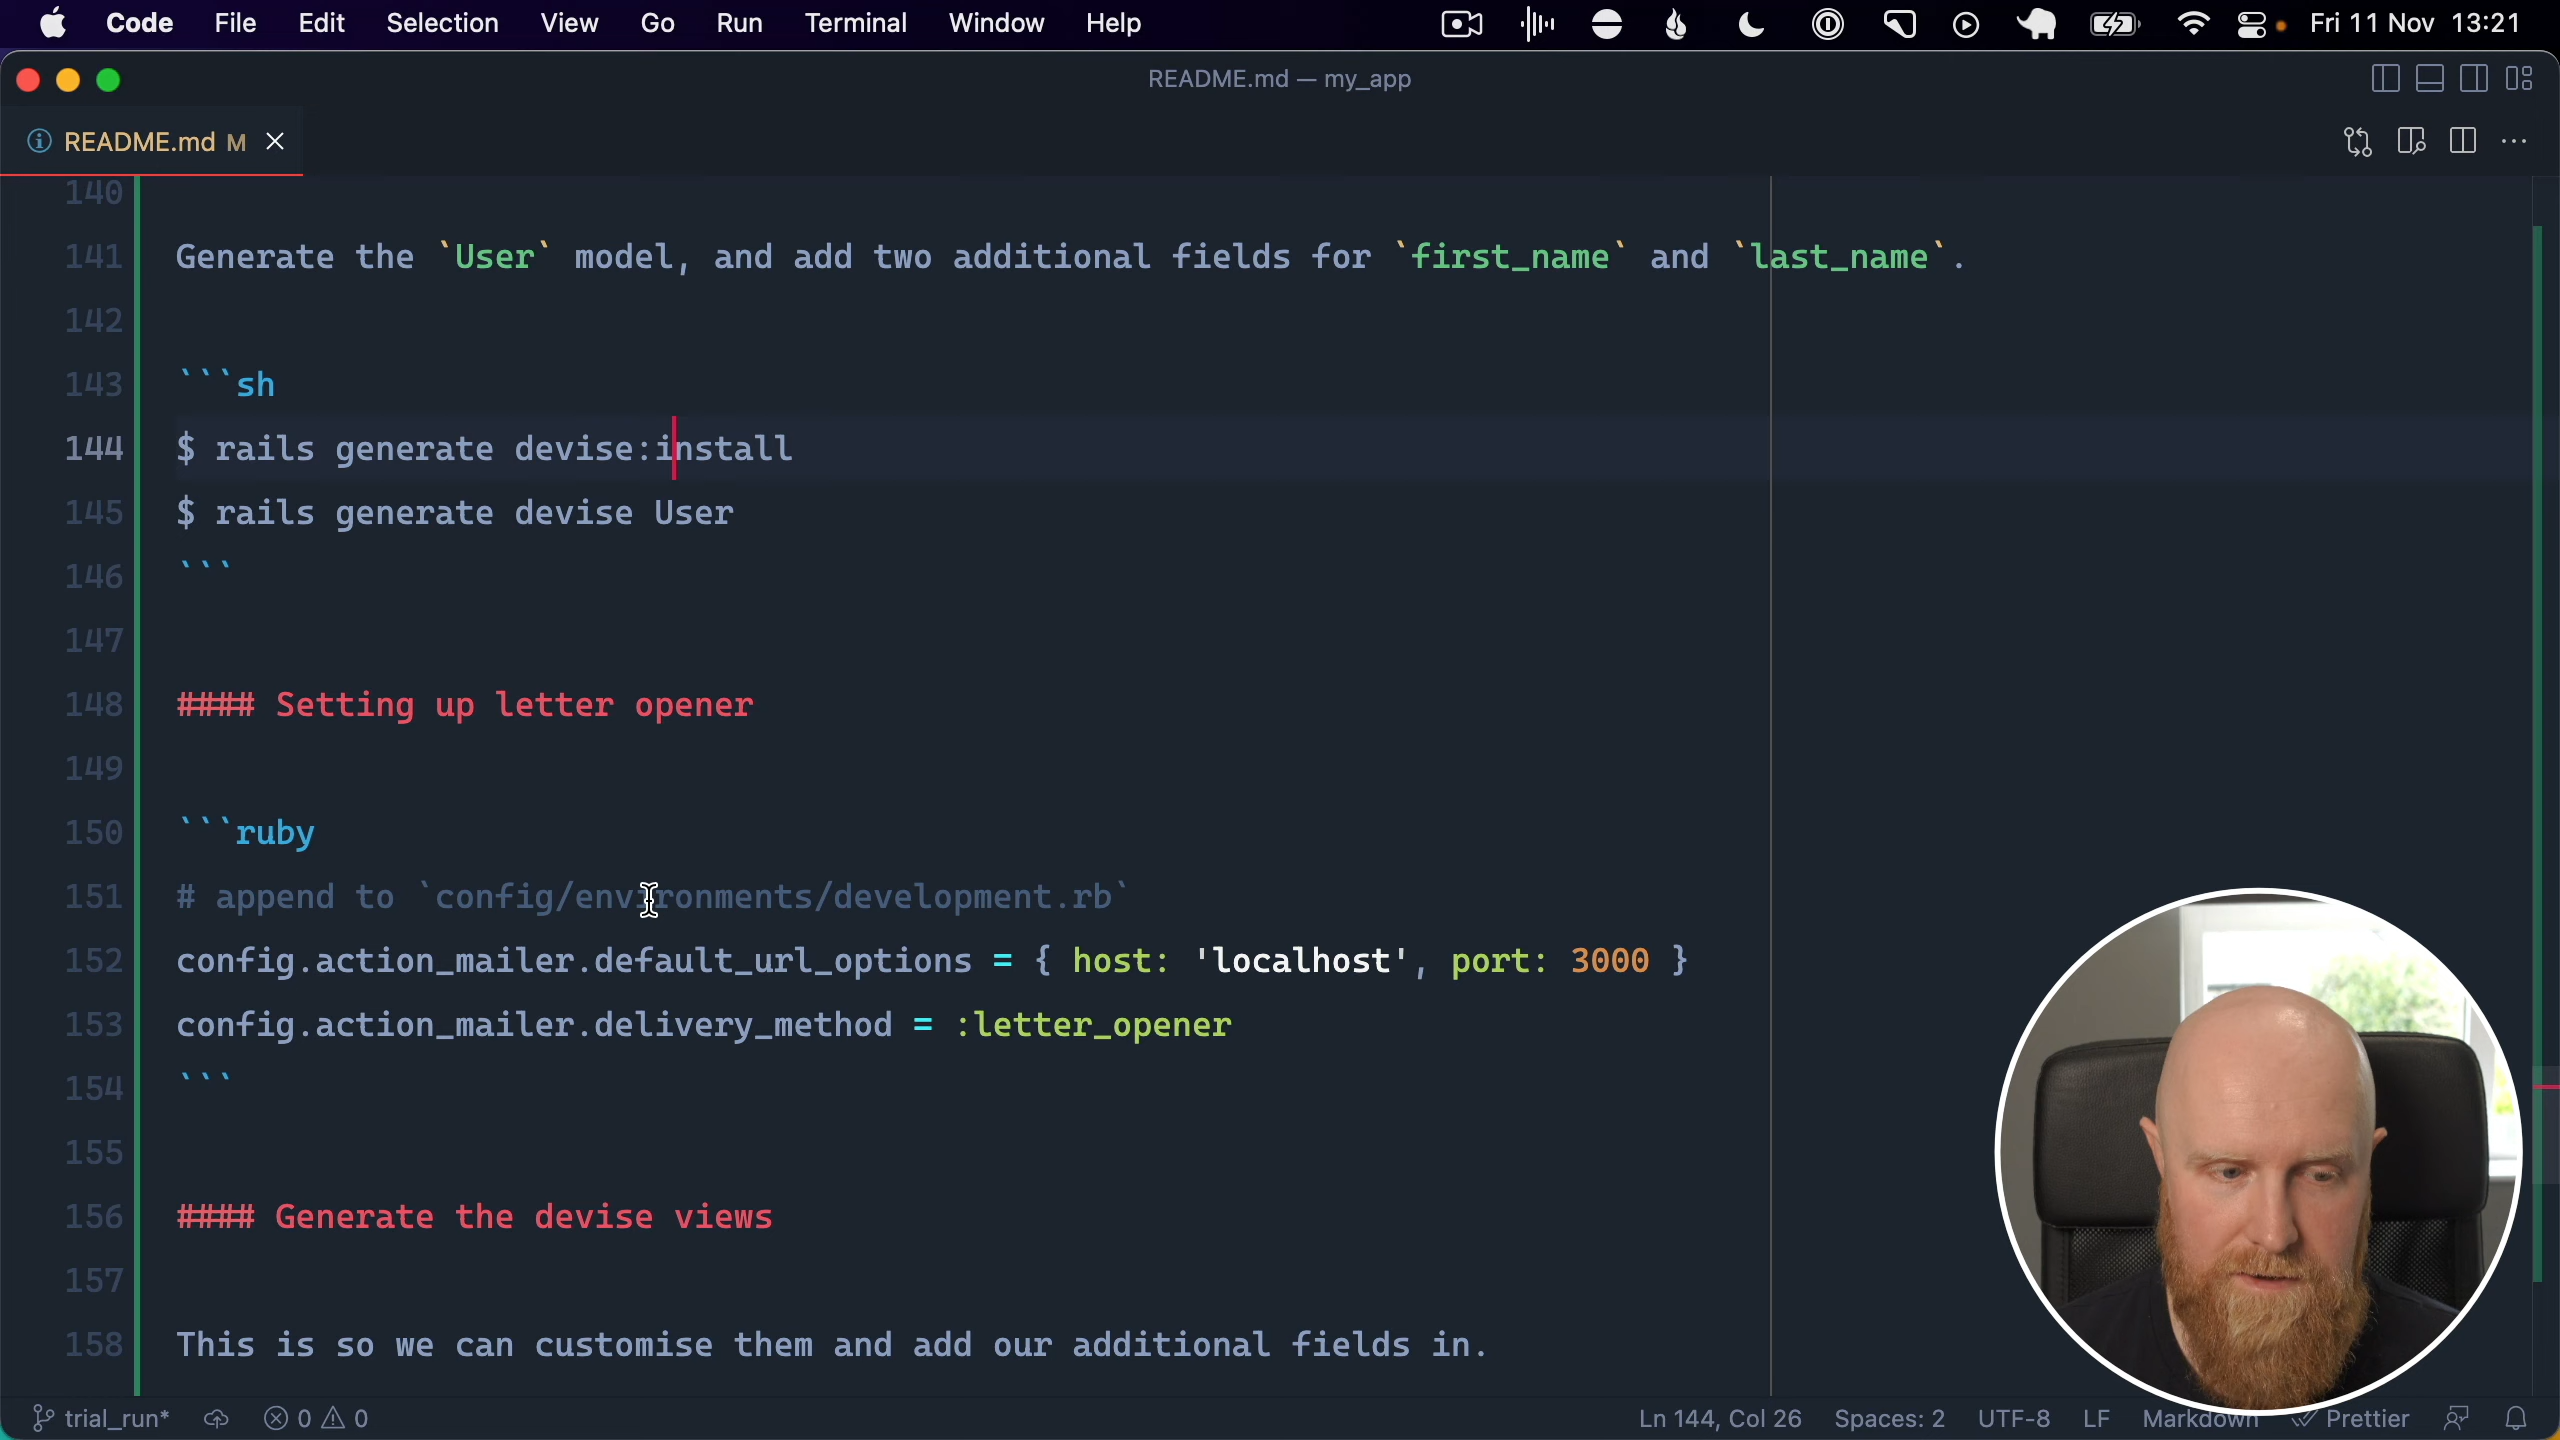 Code File Edit Selection View Go Run Terminal Window Help Fri 11 Nov 13:21
README.md — my_app
README.md M
140
141 Generate the `User` model, and add two additional fields for `first_name` and `last_name`.
142
143 ```sh
144 $ rails generate devise:install
145 $ rails generate devise User
146 ```
147
148 #### Setting up letter opener
149
150 ```ruby
151 # append to `config/environments/development.rb`
152 config.action_mailer.default_url_options = { host: 'localhost', port: 3000 }
153 config.action_mailer.delivery_method = :letter_opener
154 ```
155
156 #### Generate the devise views
157
158 This is so we can customise them and add our additional fields in.
trial_run* 0 0 Ln 144, Col 26 Spaces: 2 UTF-8 LF Markdown Prettier